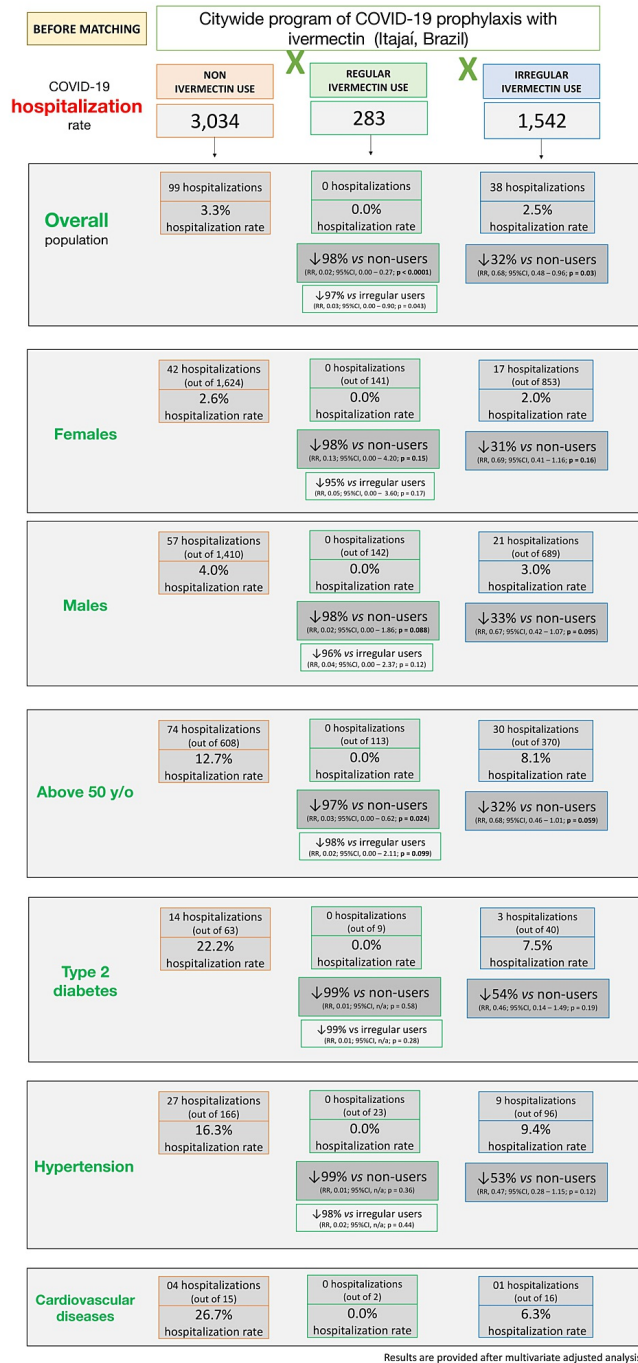 BEFORE MATCHING
Citywide program of COVID-19 prophylaxis with
ivermectin (Itajaí, Brazil)
COVID-19
hospitalization
rate
NON
IVERMECTIN USE
3,034
X
REGULAR
IVERMECTIN USE
283
X
IRREGULAR
IVERMECTIN USE
1,542
Overall
population
99 hospitalizations
3.3%
hospitalization rate
0 hospitalizations
0.0%
hospitalization rate
↓98% vs non-users
(RR, 0.02; 95%CI, 0.00 – 0.27; p < 0.0001)
↓97% vs irregular users
(RR, 0.03; 95%CI, 0.00 – 0.90; p = 0.043)
38 hospitalizations
2.5%
hospitalization rate
↓32% vs non-users
(RR, 0.68; 95%CI, 0.48 – 0.96; p = 0.03)
Females
42 hospitalizations
(out of 1,624)
2.6%
hospitalization rate
0 hospitalizations
(out of 141)
0.0%
hospitalization rate
↓98% vs non-users
(RR, 0.13; 95%CI, 0.00 – 4.20; p = 0.15)
↓95% vs irregular users
(RR, 0.05; 95%CI, 0.00 – 3.60; p = 0.17)
17 hospitalizations
(out of 853)
2.0%
hospitalization rate
↓31% vs non-users
(RR, 0.69; 95%CI, 0.41 – 1.16; p = 0.16)
Males
57 hospitalizations
(out of 1,410)
4.0%
hospitalization rate
0 hospitalizations
(out of 142)
0.0%
hospitalization rate
↓98% vs non-users
(RR, 0.02; 95%CI, 0.00 – 1.86; p = 0.088)
↓96% vs irregular users
(RR, 0.04; 95%CI, 0.00 – 2.37; p = 0.12)
21 hospitalizations
(out of 689)
3.0%
hospitalization rate
↓33% vs non-users
(RR, 0.67; 95%CI, 0.42 – 1.07; p = 0.095)
Above 50 y/o
74 hospitalizations
(out of 608)
12.7%
hospitalization rate
0 hospitalizations
(out of 113)
0.0%
hospitalization rate
↓97% vs non-users
(RR, 0.03; 95%CI, 0.00 – 0.62; p = 0.024)
↓98% vs irregular users
(RR, 0.02; 95%CI, 0.00 – 2.11; p = 0.099)
30 hospitalizations
(out of 370)
8.1%
hospitalization rate
↓32% vs non-users
(RR, 0.68; 95%CI, 0.46 – 1.01; p = 0.059)
Type 2
diabetes
14 hospitalizations
(out of 63)
22.2%
hospitalization rate
0 hospitalizations
(out of 9)
0.0%
hospitalization rate
↓99% vs non-users
(RR, 0.01; 95%CI, n/a; p = 0.58)
↓99% vs irregular users
(RR, 0.01; 95%CI, n/a; p = 0.28)
3 hospitalizations
(out of 40)
7.5%
hospitalization rate
↓54% vs non-users
(RR, 0.46; 0.14 – 1.49; p = 0.19)
Hypertension
27 hospitalizations
(out of 166)
16.3%
hospitalization rate
0 hospitalizations
(out of 23)
0.0%
hospitalization rate
↓99% vs non-users
(RR, 0.01; 95%CI, n/a; p = 0.36)
↓98% vs irregular users
(RR, 0.02; 95%CI, n/a; p = 0.44)
9 hospitalizations
(out of 96)
9.4%
hospitalization rate
↓53% vs non-users
(RR, 0.47; 0.28 – 1.15; p = 0.12)
Cardiovascular
diseases
04 hospitalizations
(out of 15)
26.7%
hospitalization rate
0 hospitalizations
(out of 2)
0.0%
hospitalization rate
01 hospitalizations
(out of 16)
6.3%
hospitalization rate
Results are provided after multivariate adjusted analysis